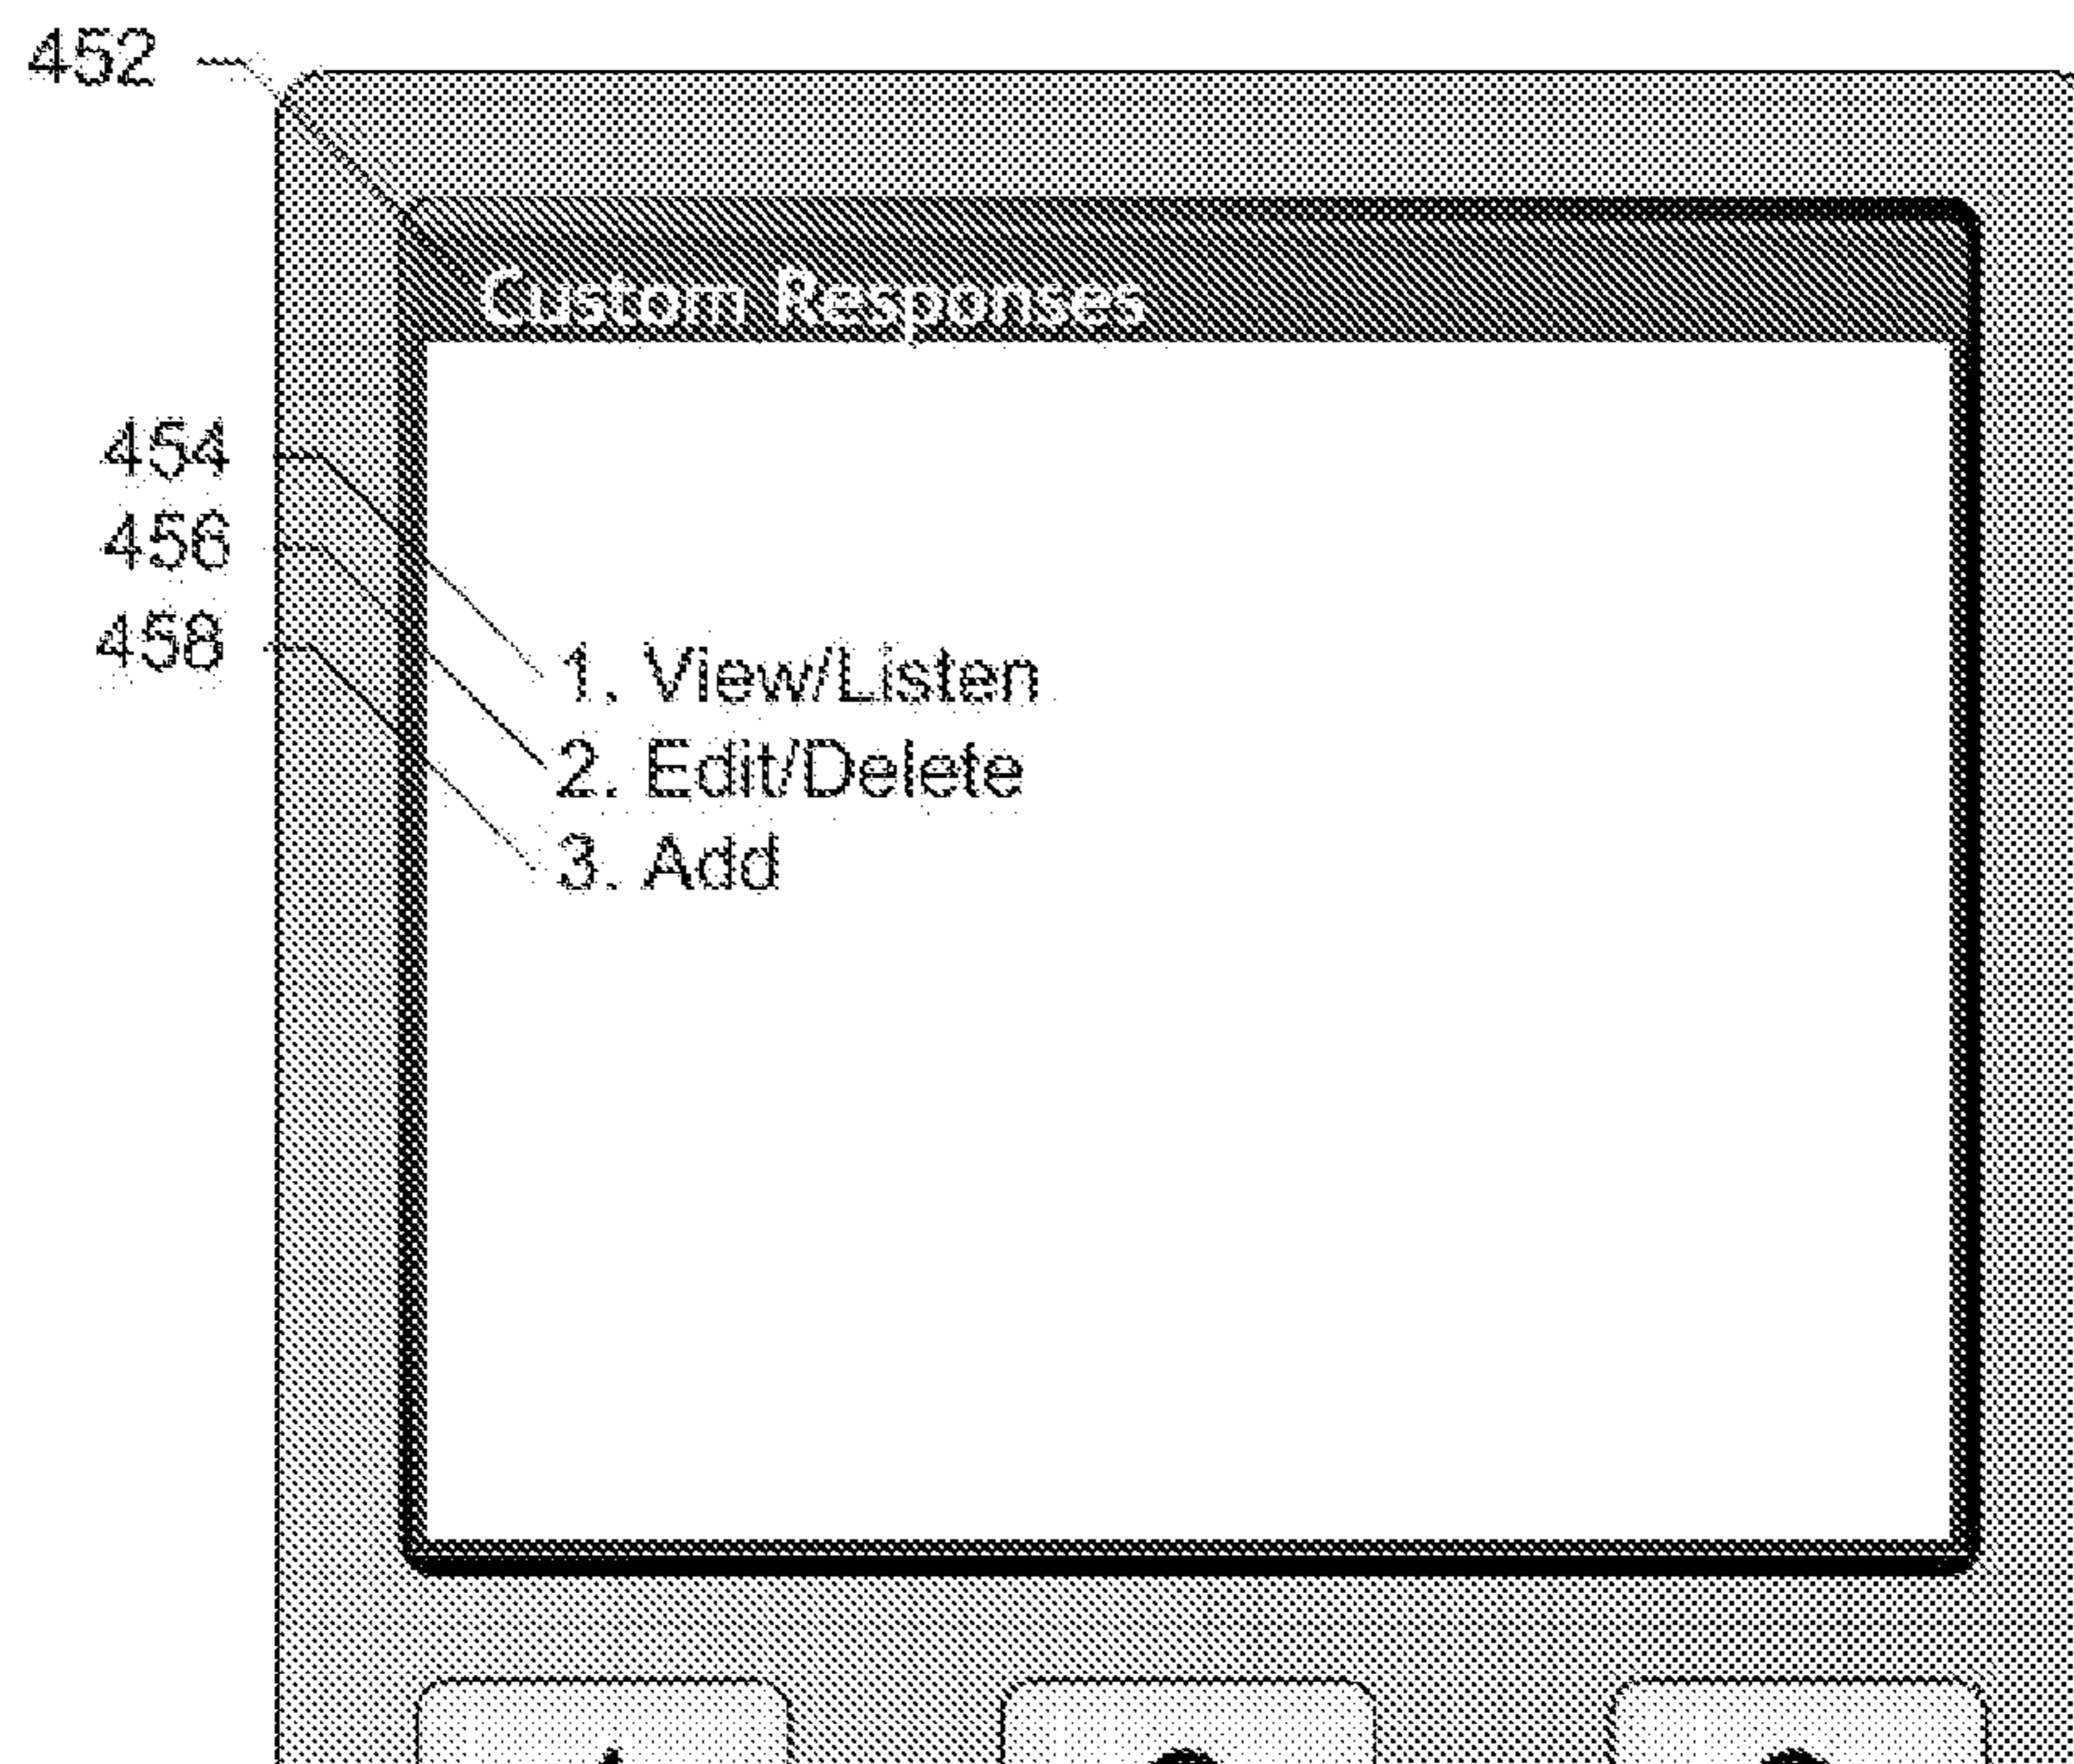 452
Custom Responses
454
456
458
1. View/Listen
2. Edit/Delete
3. Add